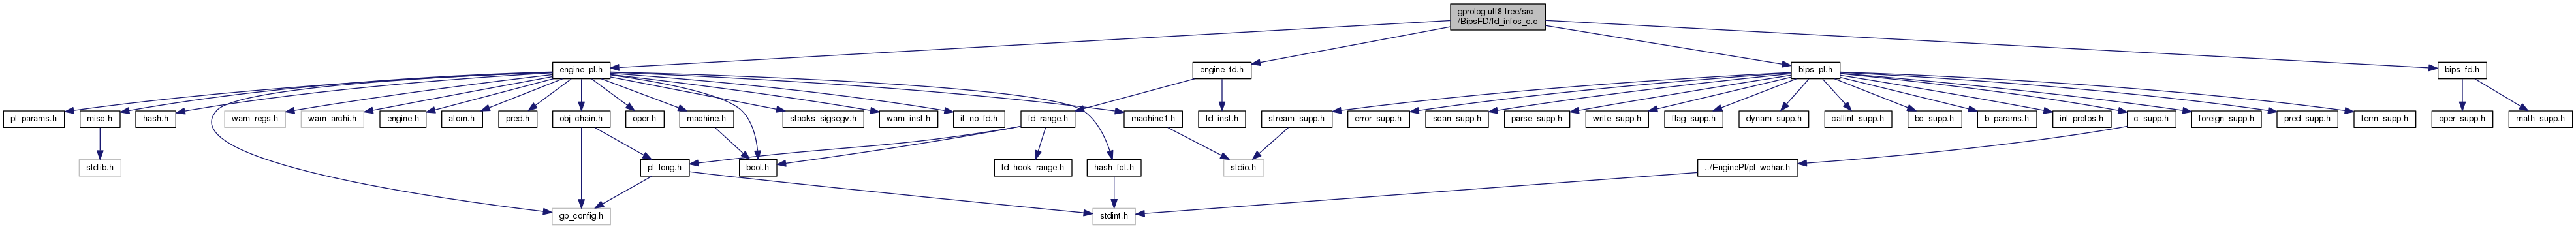 gprolog-utf8-tree/src
/BipsFD/fd_infos_c.c
engine_pl.h
engine_fd.h
bips_pl.h
bips_fd.h
pl_params.h
misc.h
hash.h
wam_regs.h
wam_archi.h
engine.h
atom.h
pred.h
obj_chain.h
oper.h
machine.h
stacks_sigsegv.h
wam_inst.h
if_no_fd.h
fd_range.h
machine1.h
fd_inst.h
stream_supp.h
error_supp.h
scan_supp.h
parse_supp.h
write_supp.h
flag_supp.h
dynam_supp.h
callinf_supp.h
bc_supp.h
b_params.h
inl_protos.h
c_supp.h
foreign_supp.h
pred_supp.h
term_supp.h
oper_supp.h
math_supp.h
stdlib.h
pl_long.h
bool.h
fd_hook_range.h
hash_fct.h
stdio.h
../EnginePl/pl_wchar.h
gp_config.h
stdint.h